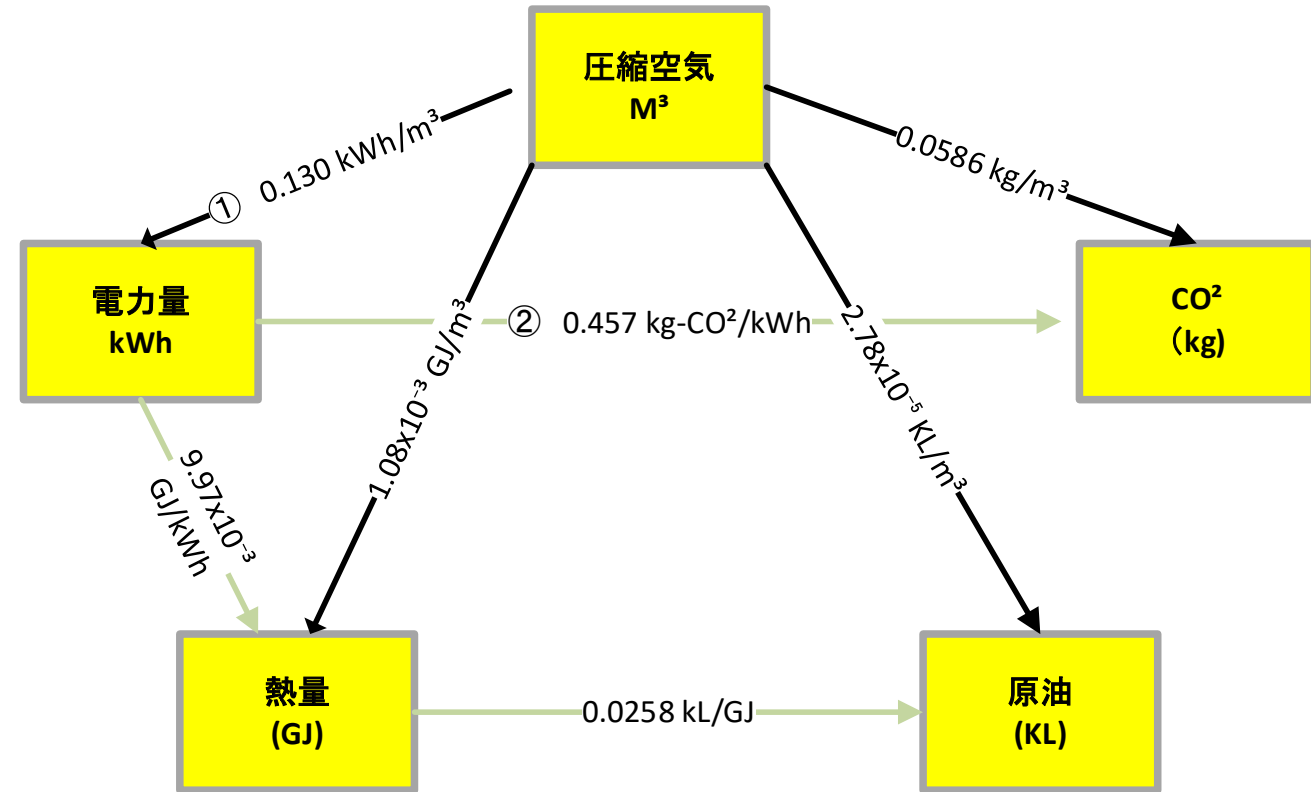 圧縮空気
M³
① 0.130 kWh/m³
0.0586 kg/m³
電力量
kWh
② 0.457 kg-CO²/kWh
CO²
（kg)
1.08x10⁻³ GJ/m³
2.78x10⁻⁵ KL/m³
9.97x10⁻³
GJ/kWh
熱量
(GJ)
0.0258 kL/GJ
原油
(KL)